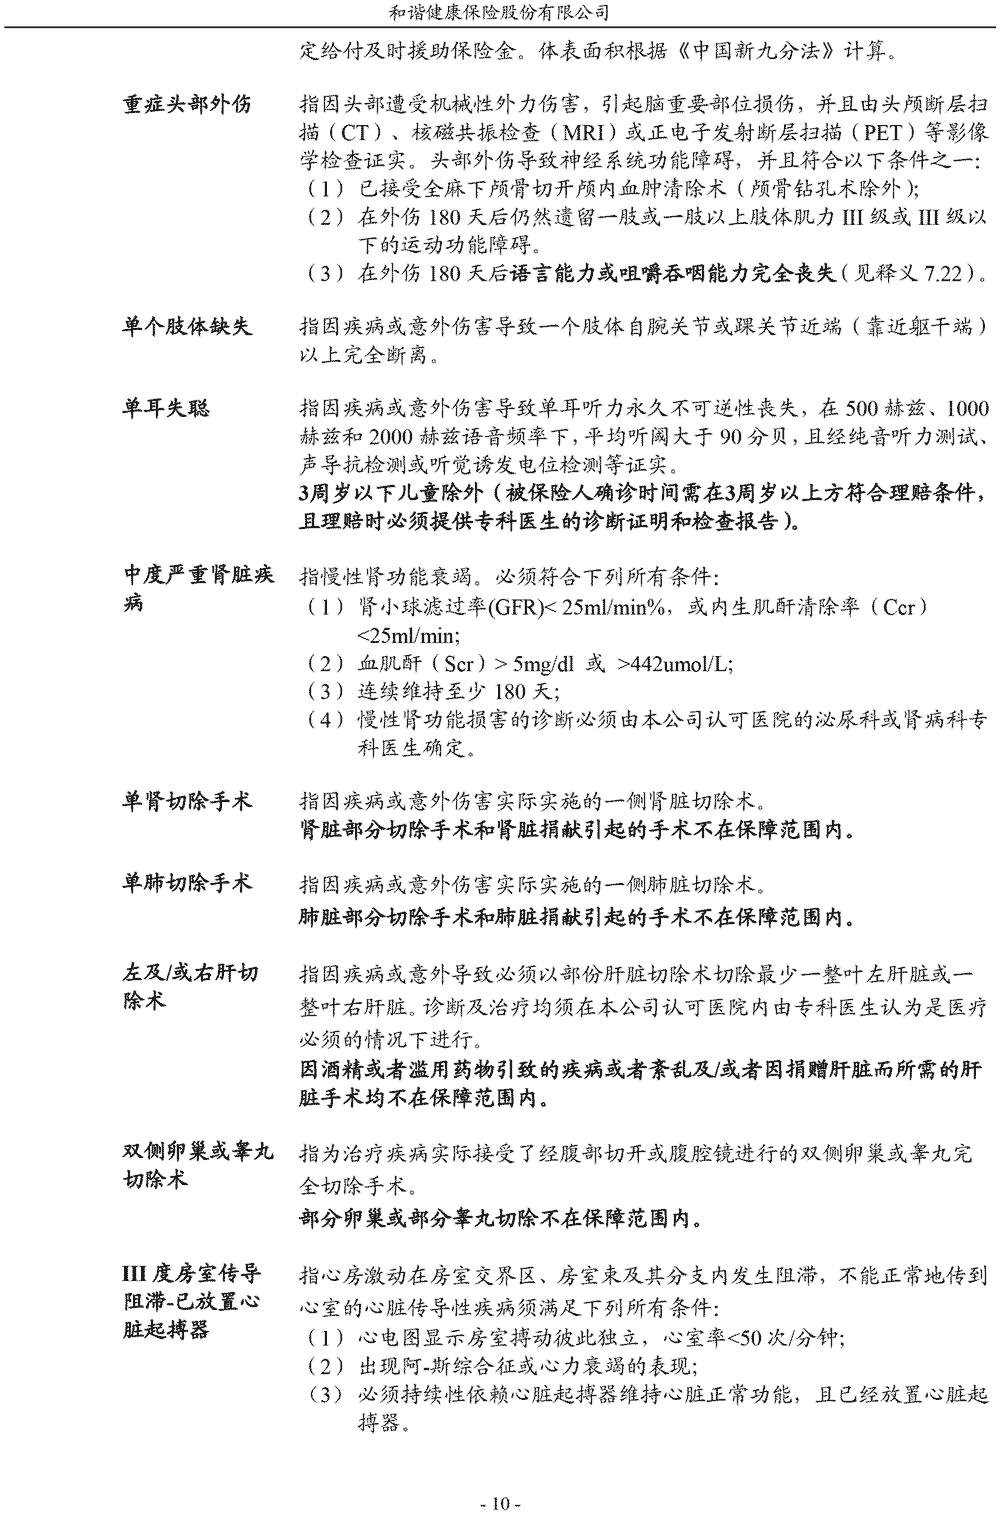 和谐健康保险股份有限公司
定给付及时援助保险金。体表面积根据《中国新九分法》计算。
重症头部外伤
指因头部遭受机械性外力伤害，引起脑重要部位损伤，并且由头颅断层扫
描（CT）、核磁共振检查（MRI）或正电子发射断层扫描（PET）等影像
学检查证实。头部外伤导致神经系统功能障碍，并且符合以下条件之一：
（1）已接受全麻下颅骨切开颅内血肿清除术（颅骨钻孔术除外）；
（2）在外伤 180 天后仍然遗留一肢或一肢以上肢体肌力 III 级或 III 级以
下的运动功能障碍。
（3）在外伤 180 天后语言能力或咀嚼吞咽能力完全丧失（见释义 7.22）。
单个肢体缺失
指因疾病或意外伤害导致一个肢体自腕关节或踝关节近端（靠近躯干端）
以上完全断离。
单耳失聪
指因疾病或意外伤害导致单耳听力永久不可逆性丧失，在 500 赫兹、1000
赫兹和 2000 赫兹语音频率下，平均听阈大于 90 分贝，且经纯音听力测试、
声导抗检测或听觉诱发电位检测等证实。
3周岁以下儿童除外（被保险人确诊时间需在3周岁以上方符合理赔条件，
且理赔时必须提供专科医生的诊断证明和检查报告）。
中度严重肾脏疾
病
指慢性肾功能衰竭。必须符合下列所有条件：
（1）肾小球滤过率(GFR)< 25ml/min%，或内生肌酐清除率（Ccr）
<25ml/min;
（2）血肌酐（Scr）> 5mg/dl 或 >442umol/L;
（3）连续维持至少 180 天；
（4）慢性肾功能损害的诊断必须由本公司认可医院的泌尿科或肾病科专
科医生确定。
单肾切除手术
指因疾病或意外伤害实际实施的一侧肾脏切除术。
肾脏部分切除手术和肾脏捐献引起的手术不在保障范围内。
单肺切除手术
指因疾病或意外伤害实际实施的一侧肺脏切除术。
肺脏部分切除手术和肺脏捐献引起的手术不在保障范围内。
左及/或右肝切
除术
指因疾病或意外导致必须以部份肝脏切除术切除最少一整叶左肝脏或一
整叶右肝脏。诊断及治疗均须在本公司认可医院内由专科医生认为是医疗
必须的情况下进行。
因酒精或者滥用药物引致的疾病或者紊乱及/或者因捐赠肝脏而所需的肝
脏手术均不在保障范围内。
双侧卵巢或睾丸
切除术
指为治疗疾病实际接受了经腹部切开或腹腔镜进行的双侧卵巢或睾丸完
全切除手术。
部分卵巢或部分睾丸切除不在保障范围内。
III 度房室传导
阻滞-已放置心
脏起搏器
指心房激动在房室交界区、房室束及其分支内发生阻滞，不能正常地传到
心室的心脏传导性疾病须满足下列所有条件：
（1）心电图显示房室搏动彼此独立，心室率<50 次/分钟；
（2）出现阿-斯综合征或心力衰竭的表现；
（3）必须持续性依赖心脏起搏器维持心脏正常功能，且已经放置心脏起
搏器。
- 10 -